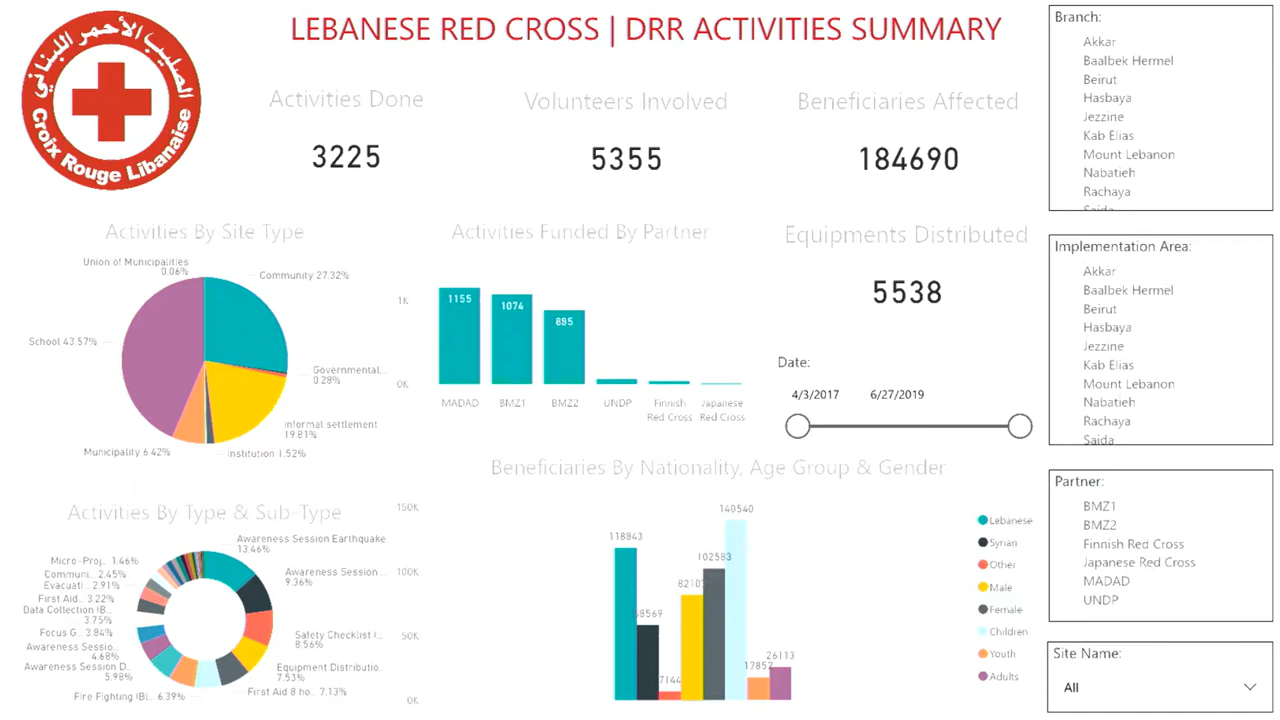 الصليب الأحمر اللبناني
Croix Rouge Libanaise
LEBANESE RED CROSS | DRR ACTIVITIES SUMMARY
Activities Done
3225
Volunteers Involved
5355
Beneficiaries Affected
184690
Activities By Site Type
Union of Municipalities
0.06%
Community 27.32%
School 43.57%
Governmental...
0.28%
Informal settlement
19.81%
Municipality 6.42%
Institution 1.52%
Activities Funded By Partner
1K
0K
1155
1074
895
MADAD
BMZ1
BMZ2
UNDP
Finnish
Red Cross
Japanese
Red Cross
Equipments Distributed
5538
Date:
4/3/2017
6/27/2019
Activities By Type & Sub-Type
Awareness Session Earthquake
13.46%
Awareness Session ...
9.36%
Safety Checklist (...
8.56%
Equipment Distributio...
7.53%
First Aid 8 ho... 7.13%
Fire Fighting (Bl... 6.39%
Awareness Session D...
5.98%
Awareness Sessio...
4.68%
Focus G... 3.84%
Data Collection (B...
3.75%
First Aid... 3.22%
Evacuati... 2.91%
Communi... 2.45%
Micro-Proj... 1.46%
Beneficiaries By Nationality, Age Group & Gender
150K
100K
50K
0K
118843
58569
7144
82107
102583
140540
17852
26113
Lebanese
Syrian
Other
Male
Female
Children
Youth
Adults
Branch:
Akkar
Baalbek Hermel
Beirut
Hasbaya
Jezzine
Kab Elias
Mount Lebanon
Nabatieh
Rachaya
Saida
Implementation Area:
Akkar
Baalbek Hermel
Beirut
Hasbaya
Jezzine
Kab Elias
Mount Lebanon
Nabatieh
Rachaya
Saida
Partner:
BMZ1
BMZ2
Finnish Red Cross
Japanese Red Cross
MADAD
UNDP
Site Name:
All